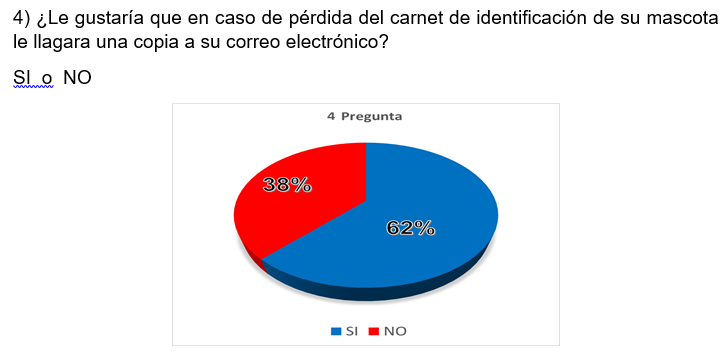 4) ¿Le gustaría que en caso de pérdida del carnet de identificación de su mascota
le llagara una copia a su correo electrónico?
SI o NO
4 Pregunta
38%
62%
SI NO